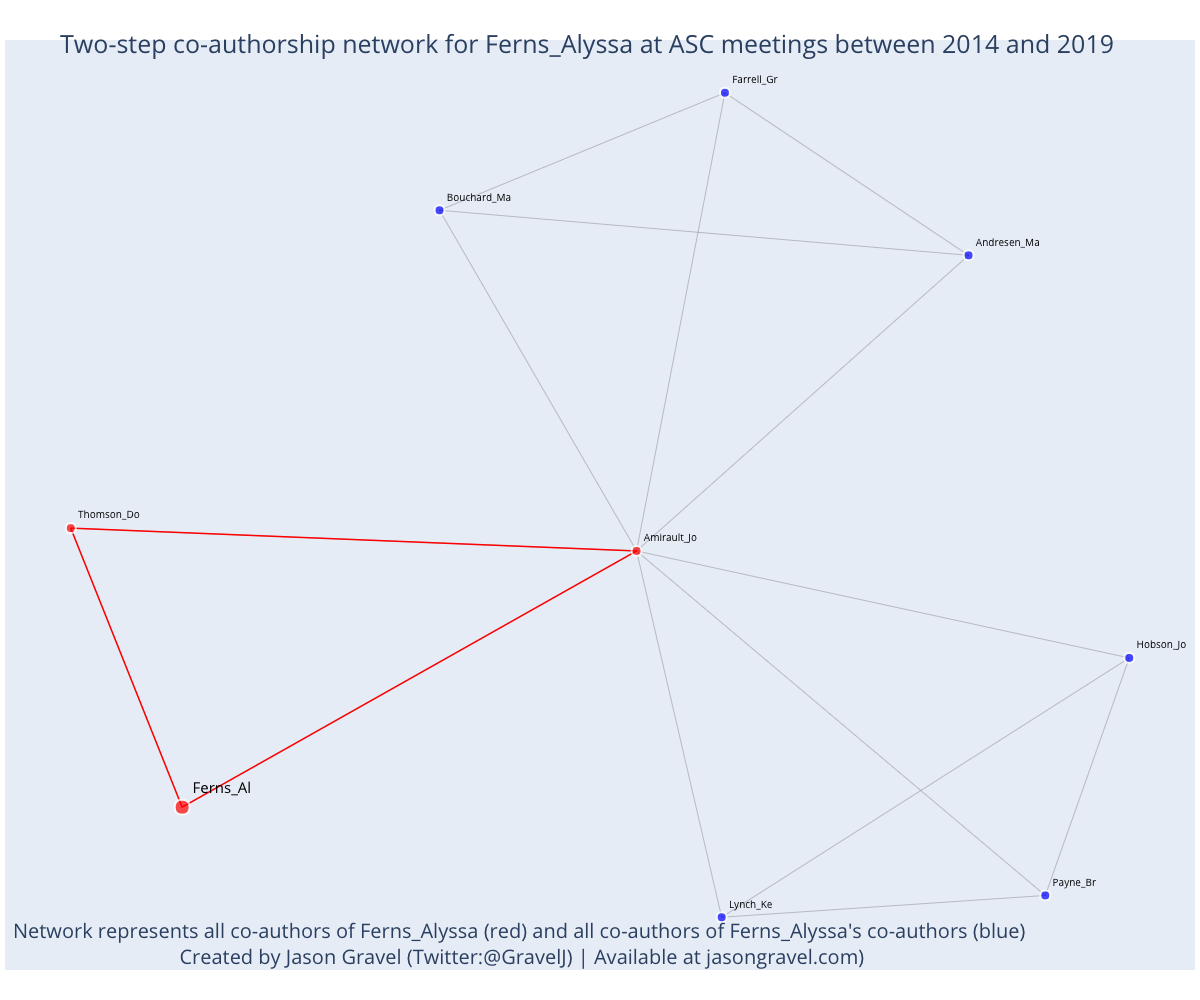 Two-step co-authorship network for Ferns_Alyssa at ASC meetings between 2014 and 2019
Farrell_Gr
Bouchard_Ma
Andresen_Ma
Thomson_Do
Amirault_Jo
Hobson_Jo
Ferns_Al
Payne_Br
Lynch_Ke
Network represents all co-authors of Ferns_Alyssa (red) and all co-authors of Ferns_Alyssa's co-authors (blue)
Created by Jason Gravel (Twitter:@GravelJ) | Available at jasongravel.com)